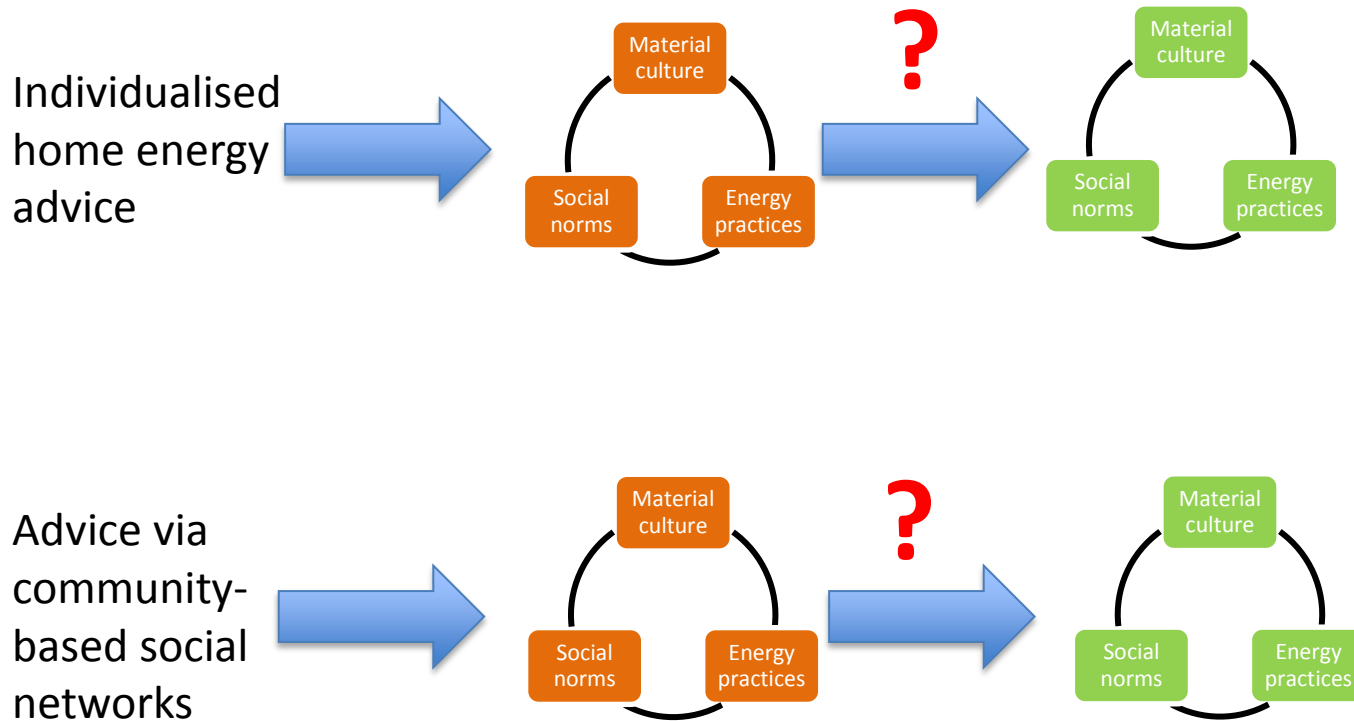 Individualised
home energy
advice
Material
culture
Social
norms
Energy
practices
?
Material
culture
Social
norms
Energy
practices
Advice via
community-
based social
networks
Material
culture
Social
norms
Energy
practices
?
Material
culture
Social
norms
Energy
practices